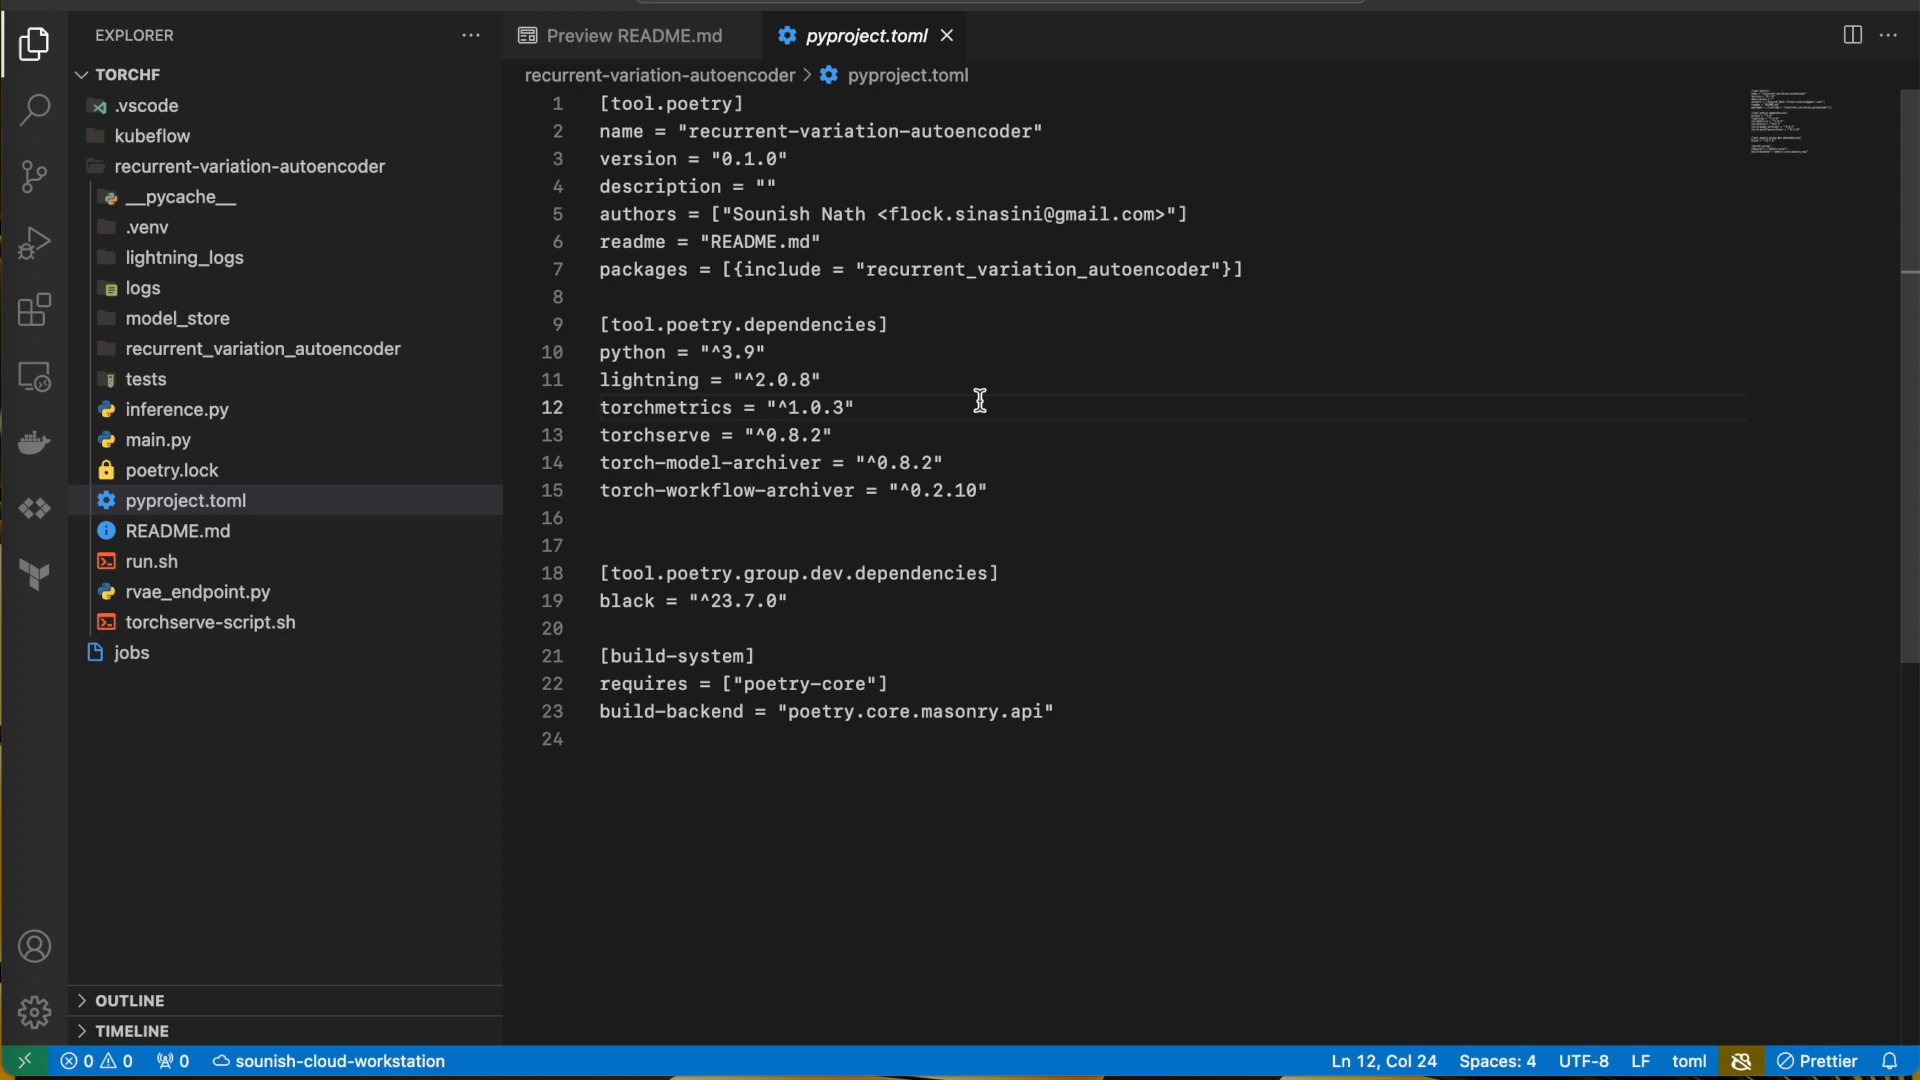 EXPLORER
TORCHF
.vscode
kubeflow
recurrent-variation-autoencoder
__pycache__
.venv
lightning_logs
logs
model_store
recurrent_variation_autoencoder
tests
inference.py
main.py
poetry.lock
pyproject.toml
README.md
run.sh
rvae_endpoint.py
torchserve-script.sh
jobs
OUTLINE
TIMELINE
Preview README.md
pyproject.toml
recurrent-variation-autoencoder > pyproject.toml
1 [tool.poetry]
2 name = "recurrent-variation-autoencoder"
3 version = "0.1.0"
4 description = ""
5 authors = ["Sounish Nath <flock.sinasini@gmail.com>"]
6 readme = "README.md"
7 packages = [{include = "recurrent_variation_autoencoder"}]
8
9 [tool.poetry.dependencies]
10 python = "^3.9"
11 lightning = "^2.0.8"
12 torchmetrics = "^1.0.3"
13 torchserve = "^0.8.2"
14 torch-model-archiver = "^0.8.2"
15 torch-workflow-archiver = "^0.2.10"
16
17
18 [tool.poetry.group.dev.dependencies]
19 black = "^23.7.0"
20
21 [build-system]
22 requires = ["poetry-core"]
23 build-backend = "poetry.core.masonry.api"
24
0 0 0 sounish-cloud-workstation Ln 12, Col 24 Spaces: 4 UTF-8 LF toml Prettier